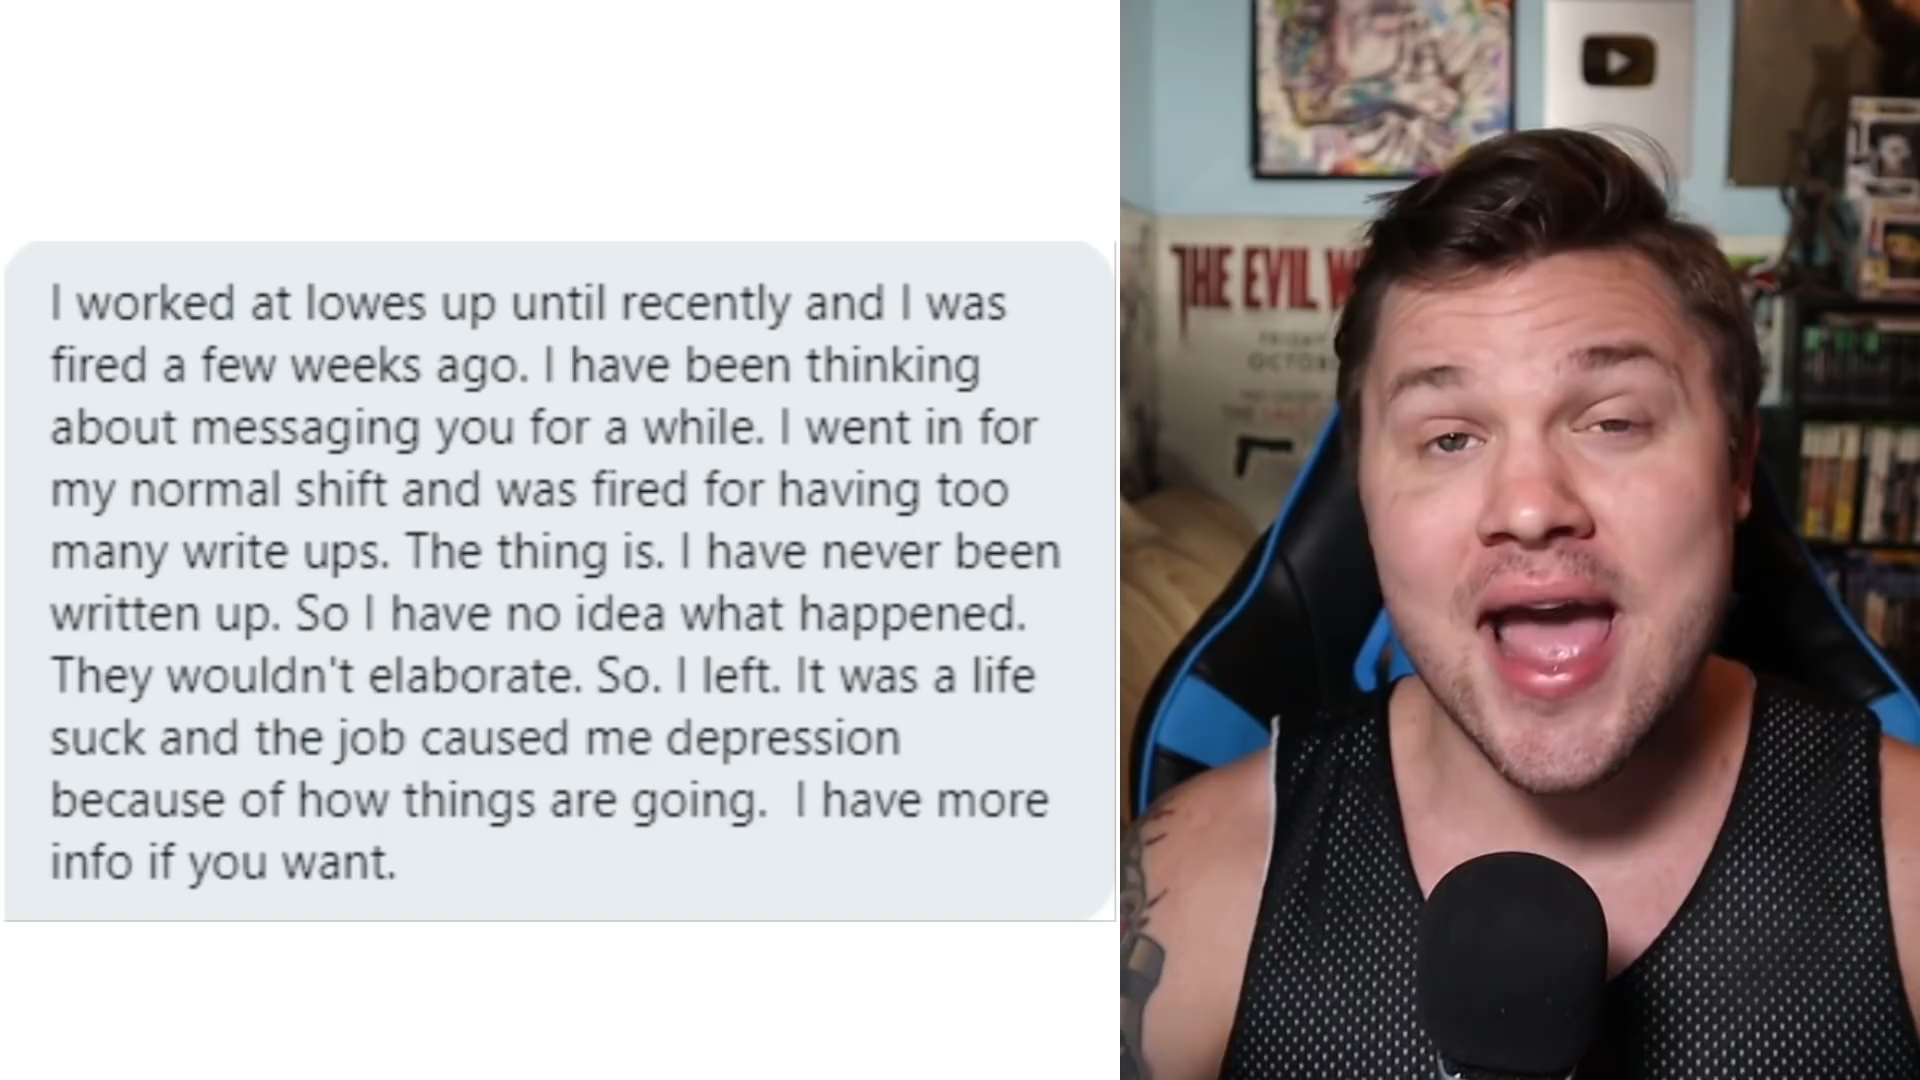 I worked at lowes up until recently and I was
fired a few weeks ago. I have been thinking
about messaging you for a while. I went in for
my normal shift and was fired for having too
many write ups. The thing is. I have never been
written up. So I have no idea what happened.
They wouldn't elaborate. So. I left. It was a life
suck and the job caused me depression
because of how things are going.  I have more
info if you want.
THE EVIL W
FRIDAY
OCTOB